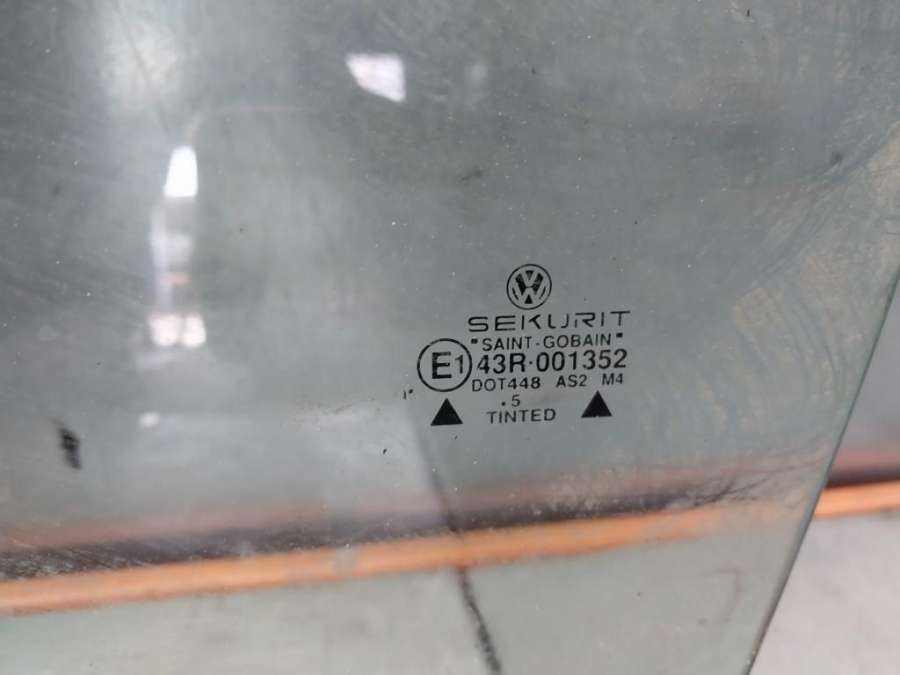 SEKURIT
"SAINT-GOBAIN"
E1 43R-001352
DOT448 AS2 M4
.5
TINTED